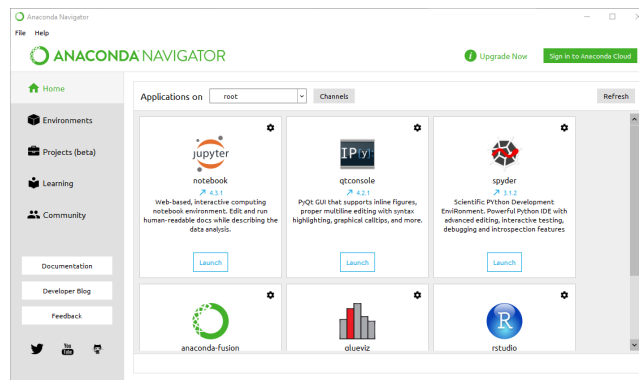 Anaconda Navigator
File Help
ANACONDA NAVIGATOR
Upgrade Now
Sign in to Anaconda Cloud
Home
Environments
Projects (beta)
Learning
Community
Documentation
Developer Blog
Feedback
You
Tube
Applications on root Channels Refresh
jupyter
notebook
4.3.1
Web-based, interactive computing
notebook environment. Edit and run
human-readable docs while describing the
data analysis.
Launch
IP[y]:
qtconsole
4.2.1
PyQt GUI that supports inline figures,
proper multiline editing with syntax
highlighting, graphical calltips, and more.
Launch
spyder
3.1.2
Scientific PYthon Development
EnviRonment. Powerful Python IDE with
advanced editing, interactive testing,
debugging and introspection features
Launch
anaconda-fusion
glueviz
R
rstudio